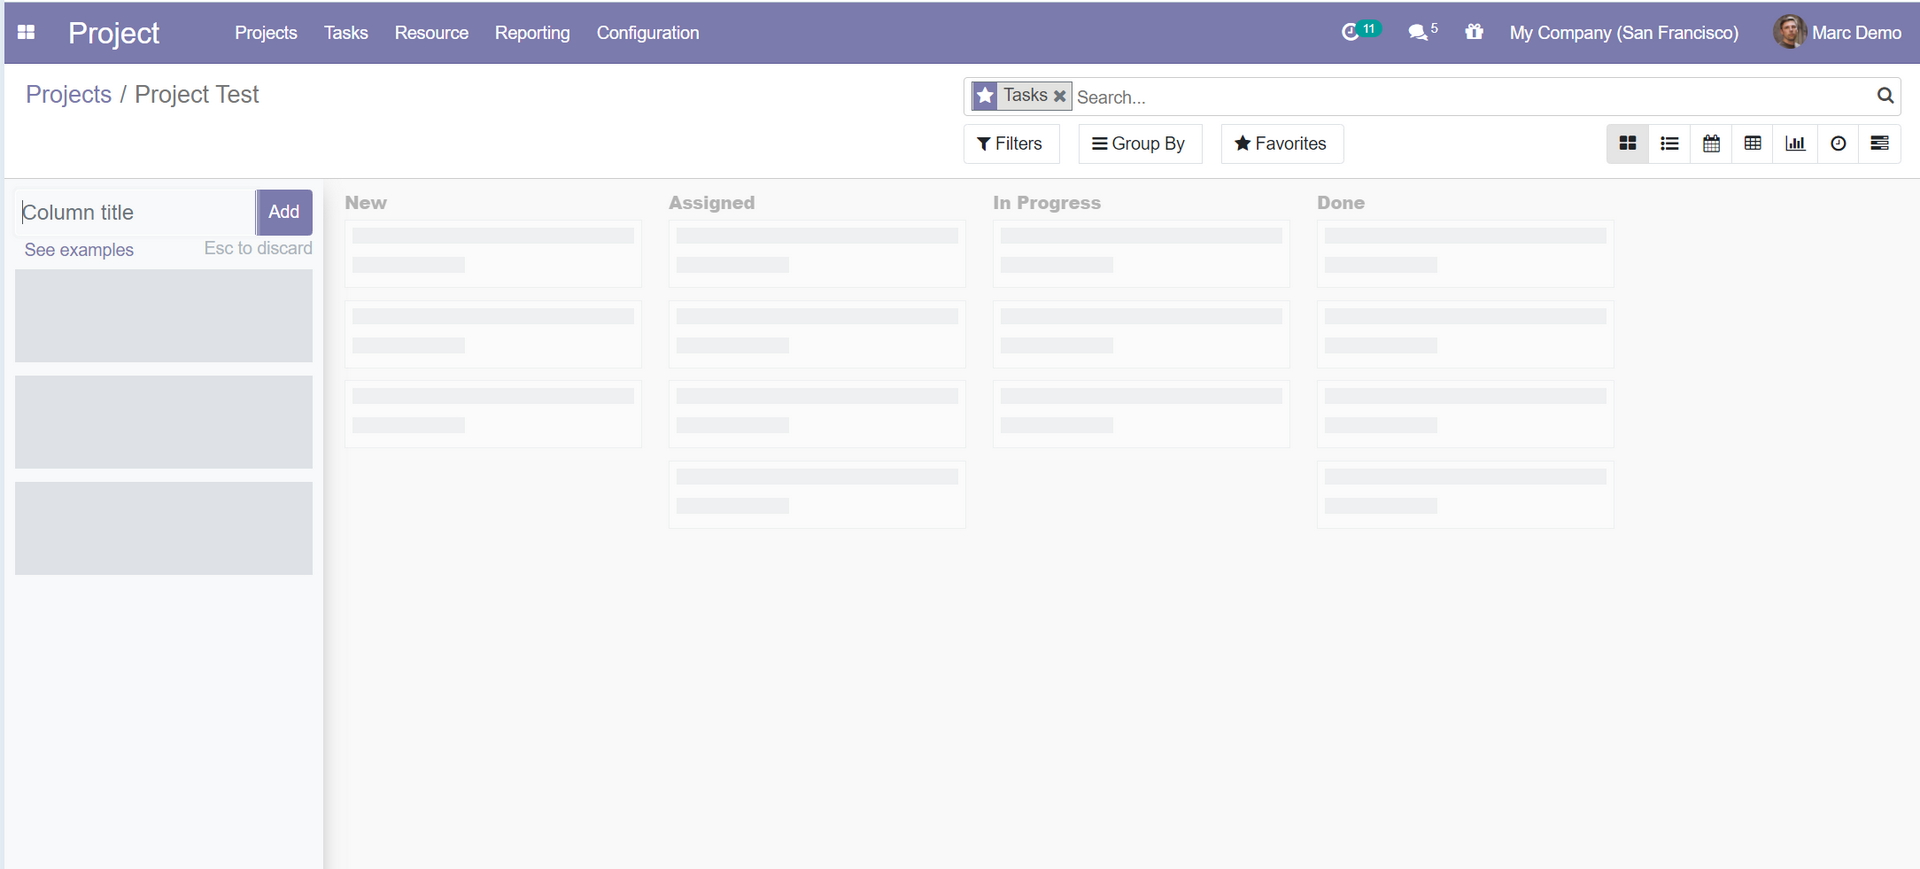 Project Projects Tasks Resource Reporting Configuration 11 5 My Company (San Francisco) Marc Demo
Projects / Project Test
Tasks Search...
Filters Group By Favorites
Column title Add
See examples Esc to discard
New Assigned In Progress Done